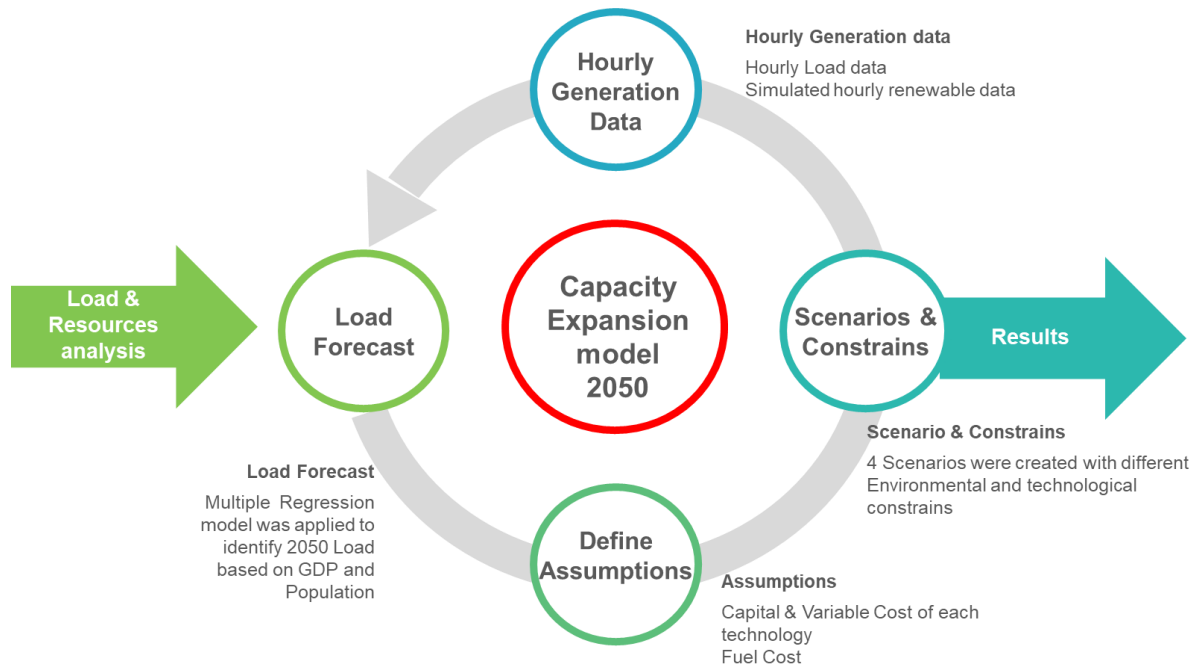 Hourly
Generation
Data
Hourly Generation data
Hourly Load data
Simulated hourly renewable data
Load &
Resources
analysis
Load
Forecast
Capacity
Expansion
model
2050
Scenarios &
Constrains
Results
Load Forecast
Multiple Regression
model was applied to
identify 2050 Load
based on GDP and
Population
Define
Assumptions
Scenario & Constrains
4 Scenarios were created with different
Environmental and technological
constrains
Assumptions
Capital & Variable Cost of each
technology
Fuel Cost